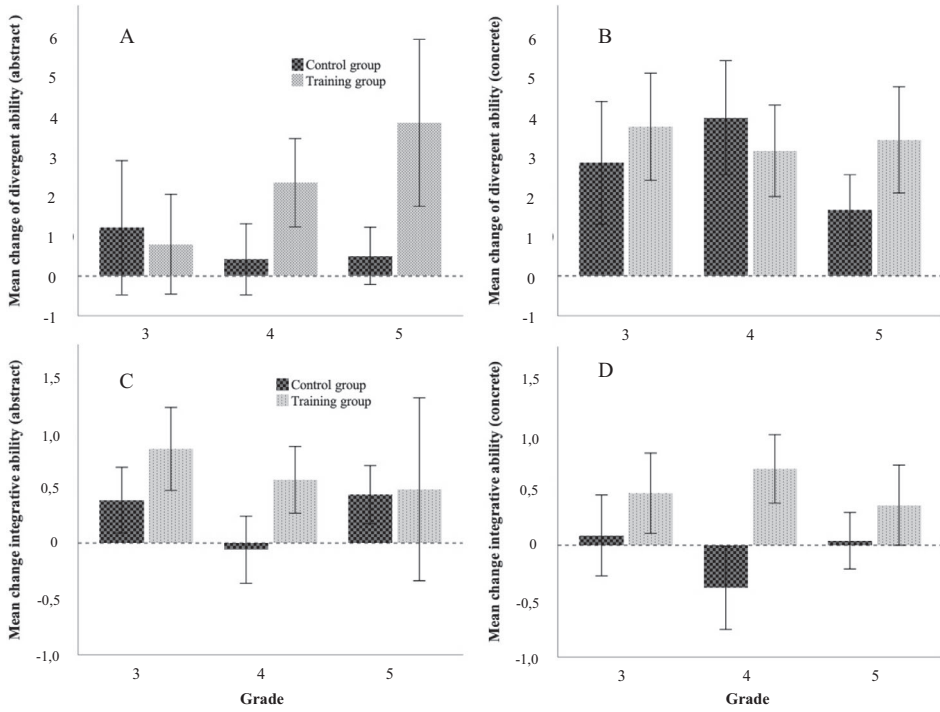 A
Mean change of divergent ability (abstract)
6
5
4
3
2
1
0
-1
Control group
Training group
3
4
5
B
Mean change of divergent ability (concrete)
6
5
4
3
2
1
0
-1
3
4
5
C
Mean change integrative ability (abstract)
1,5
1,0
0,5
0
-0,5
-1,0
Control group
Training group
3
4
5
Grade
D
Mean change integrative ability (concrete)
1,5
1,0
0,5
0
-0,5
-1,0
3
4
5
Grade